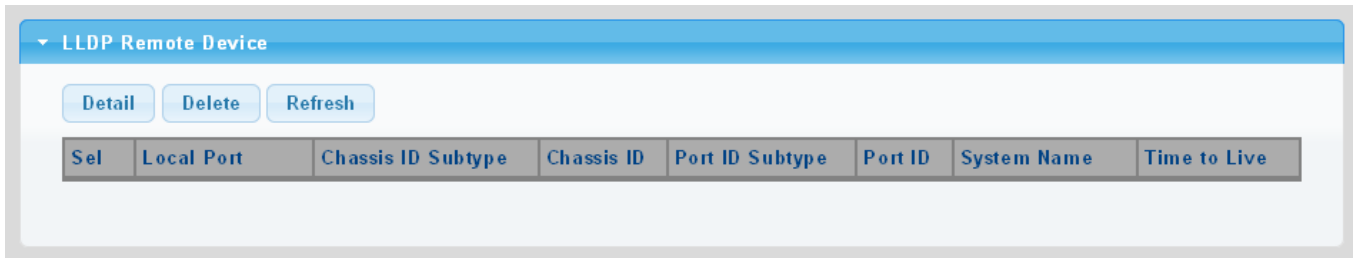 LLDP Remote Device
Detail Delete Refresh
Sel Local Port Chassis ID Subtype Chassis ID Port ID Subtype Port ID System Name Time to Live